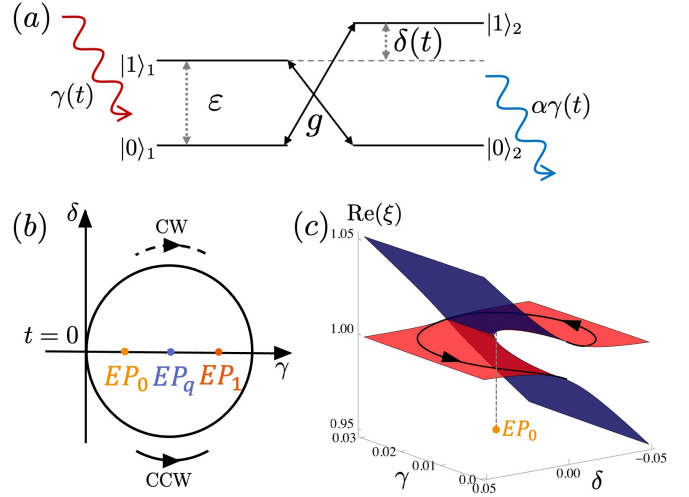 (a)
|1⟩₂
δ(t)
|1⟩₁
γ(t)
ε
g
αγ(t)
|0⟩₁
|0⟩₂
(b)
δ
CW
t = 0
EP₀
EP_q
EP₁
γ
CCW
(c)
Re(ξ)
1.05
1.00
0.95
EP₀
0.03
0.02
0.01
0.0
γ
0.05
0.00
-0.05
δ